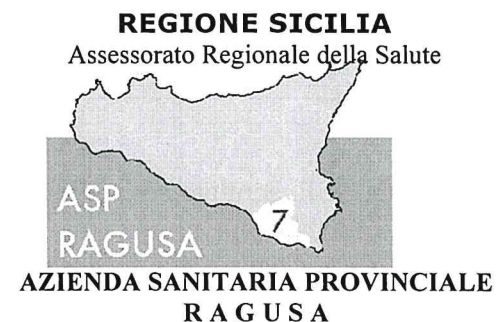 REGIONE SICILIA
Assessorato Regionale della Salute
ASP
RAGUSA
7
AZIENDA SANITARIA PROVINCIALE
RAGUSA